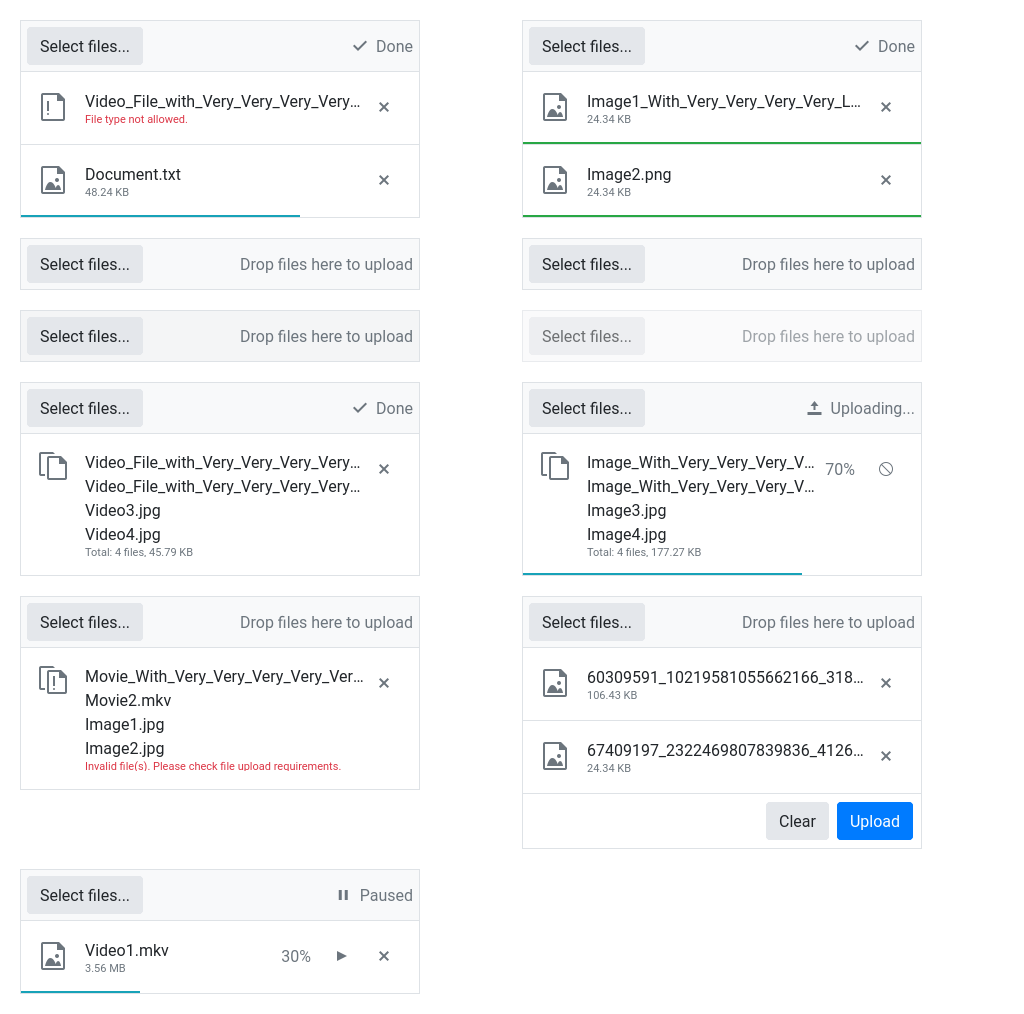 Select files...
Done
Video_File_with_Very_Very_Very_Very...
File type not allowed.
Document.txt
48.24 KB
Select files...
Done
Image1_With_Very_Very_Very_Very_L...
24.34 KB
Image2.png
24.34 KB
Select files...
Drop files here to upload
Select files...
Drop files here to upload
Select files...
Drop files here to upload
Select files...
Drop files here to upload
Select files...
Done
Video_File_with_Very_Very_Very_Very...
Video_File_with_Very_Very_Very_Very...
Video3.jpg
Video4.jpg
Total: 4 files, 45.79 KB
Select files...
Uploading...
Image_With_Very_Very_Very_V...
70%
Image_With_Very_Very_Very_V...
Image3.jpg
Image4.jpg
Total: 4 files, 177.27 KB
Select files...
Drop files here to upload
Movie_With_Very_Very_Very_Very_Ver...
Movie2.mkv
Image1.jpg
Image2.jpg
Invalid file(s). Please check file upload requirements.
Select files...
Drop files here to upload
60309591_10219581055662166_318...
106.43 KB
67409197_2322469807839836_4126...
24.34 KB
Clear
Upload
Select files...
Paused
Video1.mkv
30%
3.56 MB